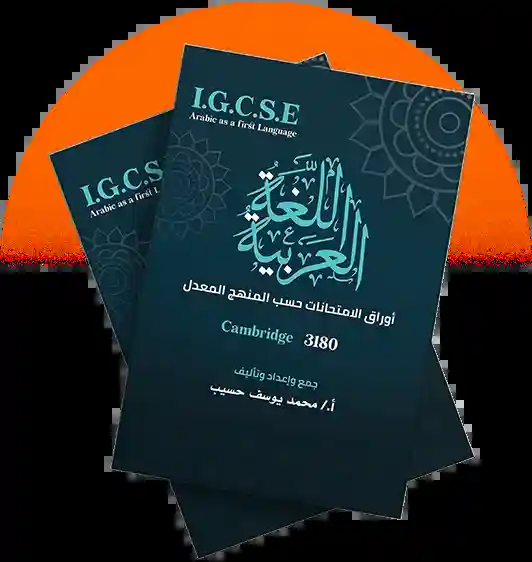 I.G.C.S.E
Arabic as a first Language
اللغة
العربية
أوراق الامتحانات حسب المنهج المعدل
Cambridge 3180
جمع وإعداد وتأليف
أ./ محمد يوسف حسيب
I.G.C.S
Arabic as a first L